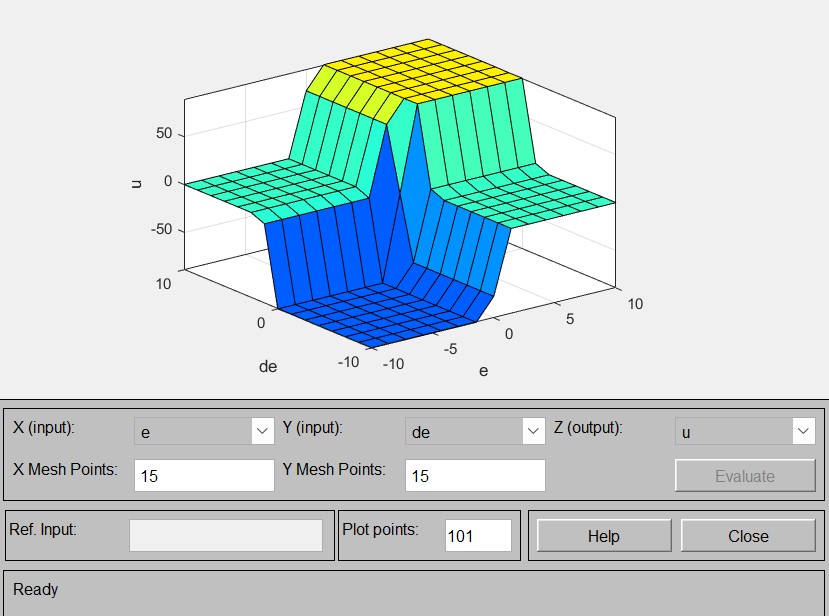 50
0
-50
u
10
0
-10
de
-10
-5
0
5
10
e
X (input): e Y (input): de Z (output): u
X Mesh Points: 15 Y Mesh Points: 15 Evaluate
Ref. Input: Plot points: 101 Help Close
Ready